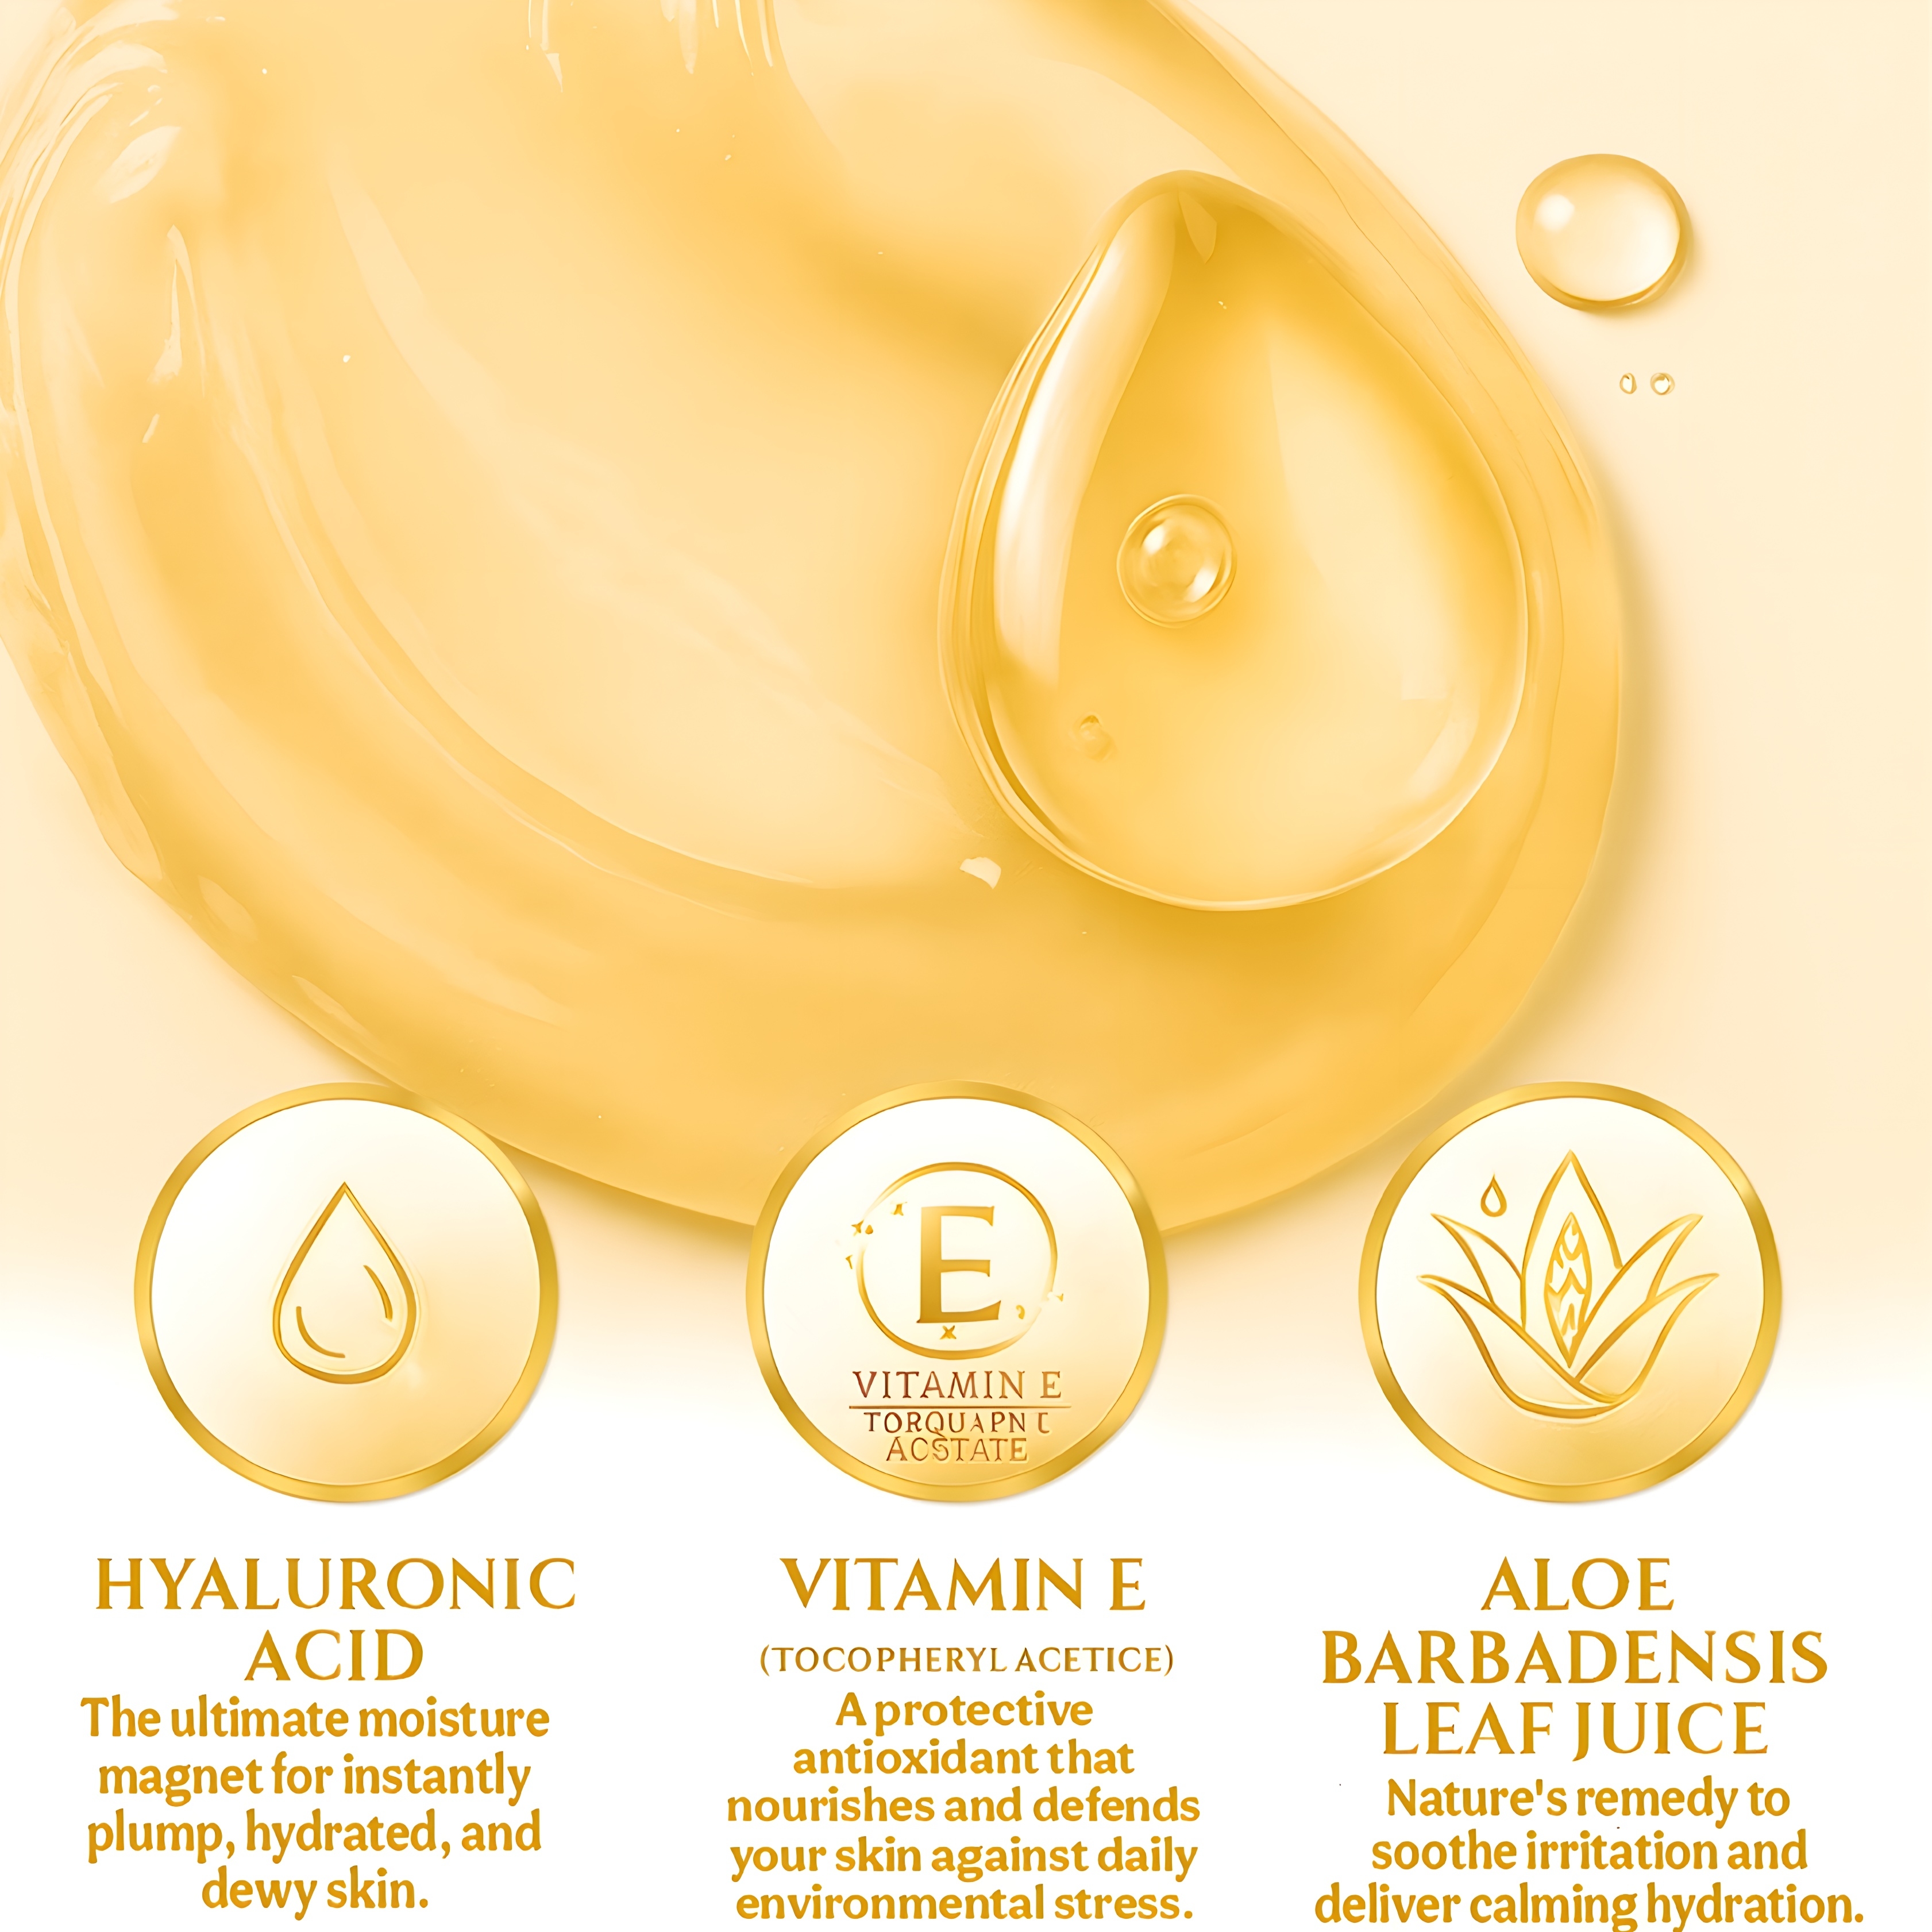 E
VITAMIN E
TORQUAPN E
ACSTATE
HYALURONIC
ACID
The ultimate moisture
magnet for instantly
plump, hydrated, and
dewy skin.
VITAMIN E
(TOCOPHERYL ACETICE)
A protective
antioxidant that
nourishes and defends
your skin against daily
environmental stress.
ALOE
BARBADENSIS
LEAF JUICE
Nature's remedy to
soothe irritation and
deliver calming hydration.